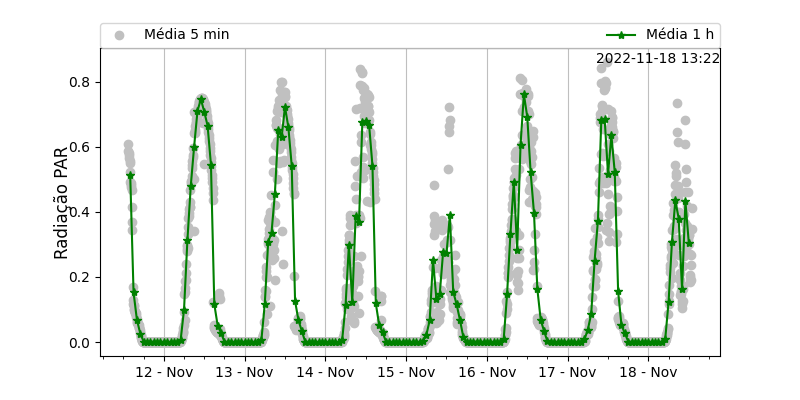 Média 5 min
Média 1 h
2022-11-18 13:22
Radiação PAR
0.8
0.6
0.4
0.2
0.0
12 - Nov
13 - Nov
14 - Nov
15 - Nov
16 - Nov
17 - Nov
18 - Nov